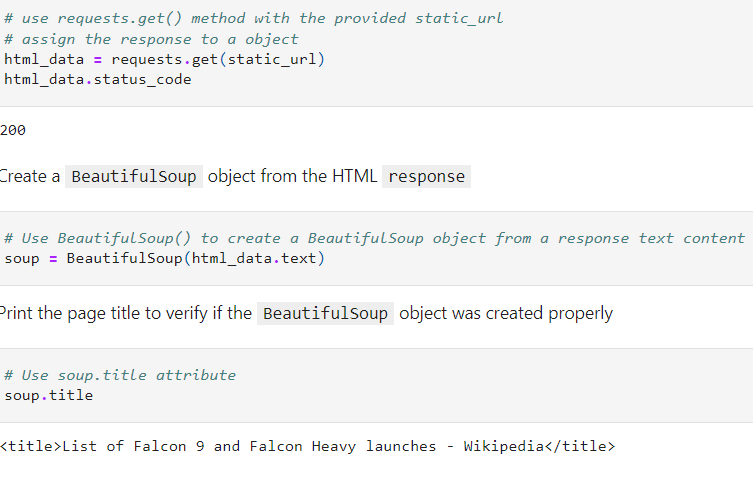 # use requests.get() method with the provided static_url
# assign the response to a object
html_data = requests.get(static_url)
html_data.status_code
200
Create a BeautifulSoup object from the HTML response
# Use BeautifulSoup() to create a BeautifulSoup object from a response text content
soup = BeautifulSoup(html_data.text)
Print the page title to verify if the BeautifulSoup object was created properly
# Use soup.title attribute
soup.title
<title>List of Falcon 9 and Falcon Heavy launches - Wikipedia</title>